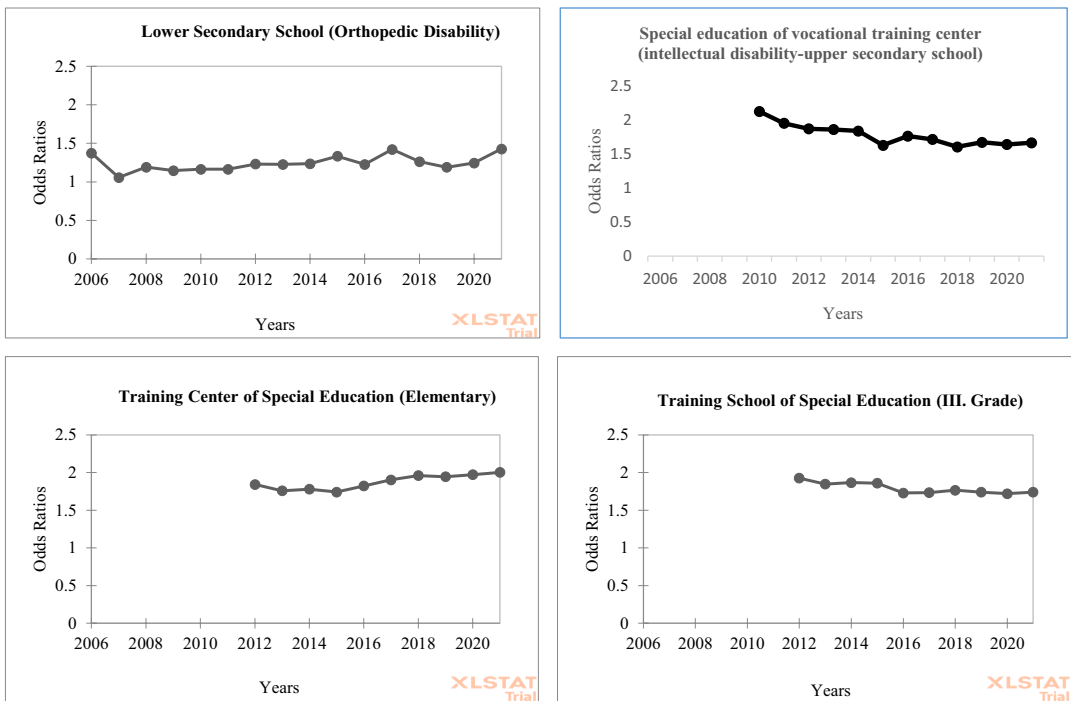 Lower Secondary School (Orthopedic Disability)
2.5
2
1.5
1
0.5
0
Odds Ratios
2006 2008 2010 2012 2014 2016 2018 2020
Years
XLSTAT
Trial
Special education of vocational training center
(intellectual disability-upper secondary school)
2.5
2
1.5
1
0.5
0
Odds Ratios
2006 2008 2010 2012 2014 2016 2018 2020
Years
Training Center of Special Education (Elementary)
2.5
2
1.5
1
0.5
0
Odds Ratios
2006 2008 2010 2012 2014 2016 2018 2020
Years
XLSTAT
Trial
Training School of Special Education (III. Grade)
2.5
2
1.5
1
0.5
0
Odds Ratios
2006 2008 2010 2012 2014 2016 2018 2020
Years
XLSTAT
Trial